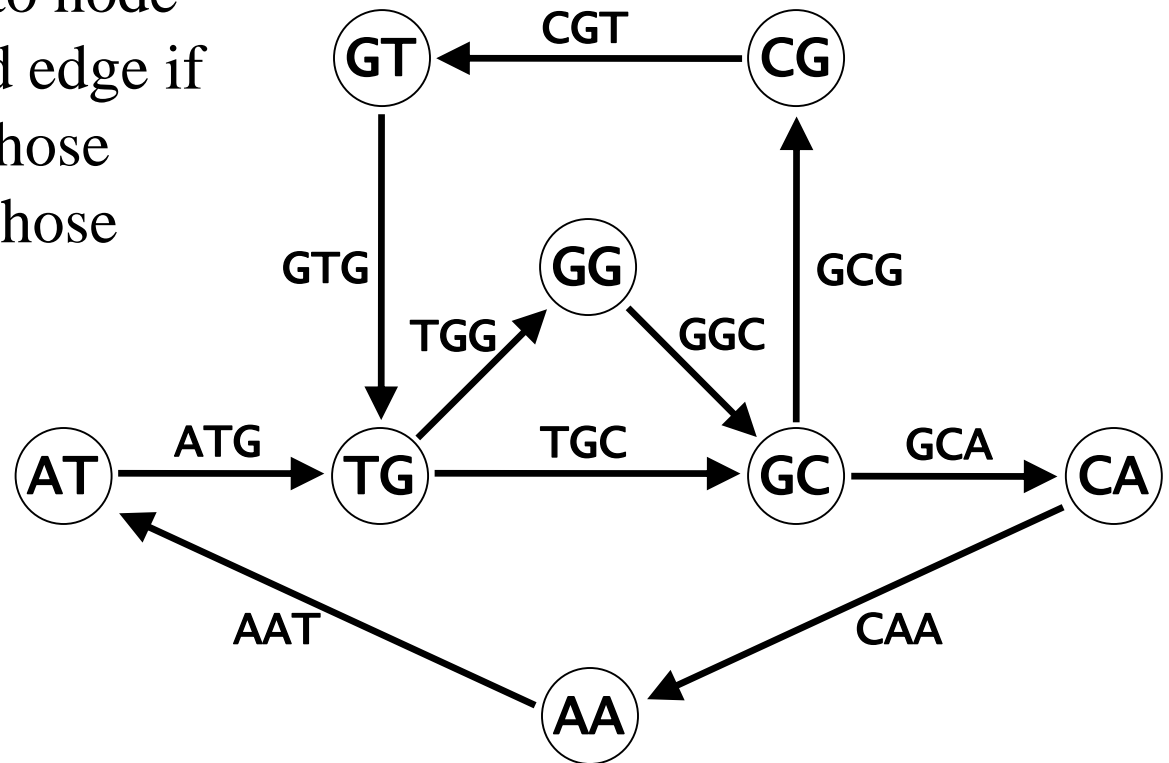 to node
edge if
hose
hose
CGT
GT
CG
GTG
GG
GCG
TGG
GGC
ATG
TGC
GCA
AT
TG
GC
CA
AAT
CAA
AA